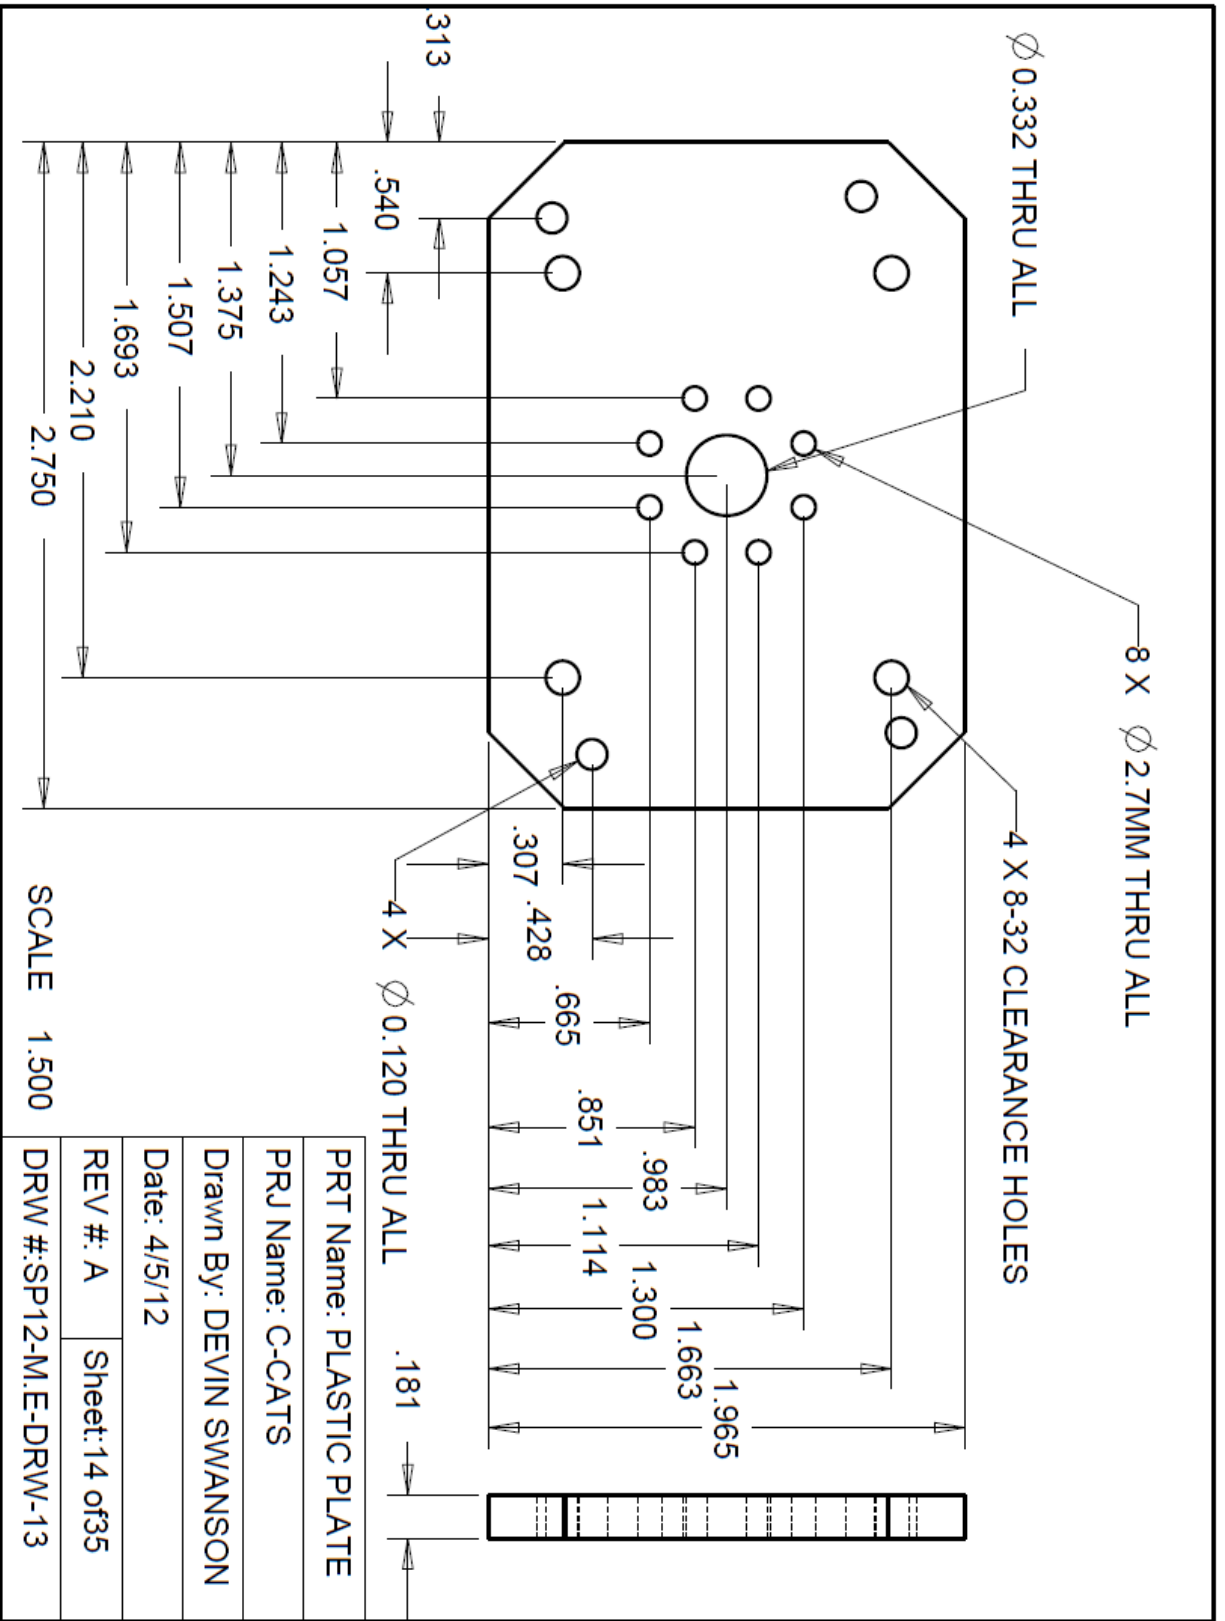 8 X Ø 2.7MM THRU ALL
Ø 0.332 THRU ALL
4 X 8-32 CLEARANCE HOLES
.313
.540
1.057
1.243
1.375
1.507
1.693
2.210
2.750
.307
.428
.665
.851
.983
1.114
1.300
1.663
1.965
.181
4 X Ø 0.120 THRU ALL
SCALE 1.500
PRT Name: PLASTIC PLATE
PRJ Name: C-CATS
Drawn By: DEVIN SWANSON
Date: 4/5/12
REV #: A Sheet:14 of35
DRW #:SP12-M.E-DRW-13